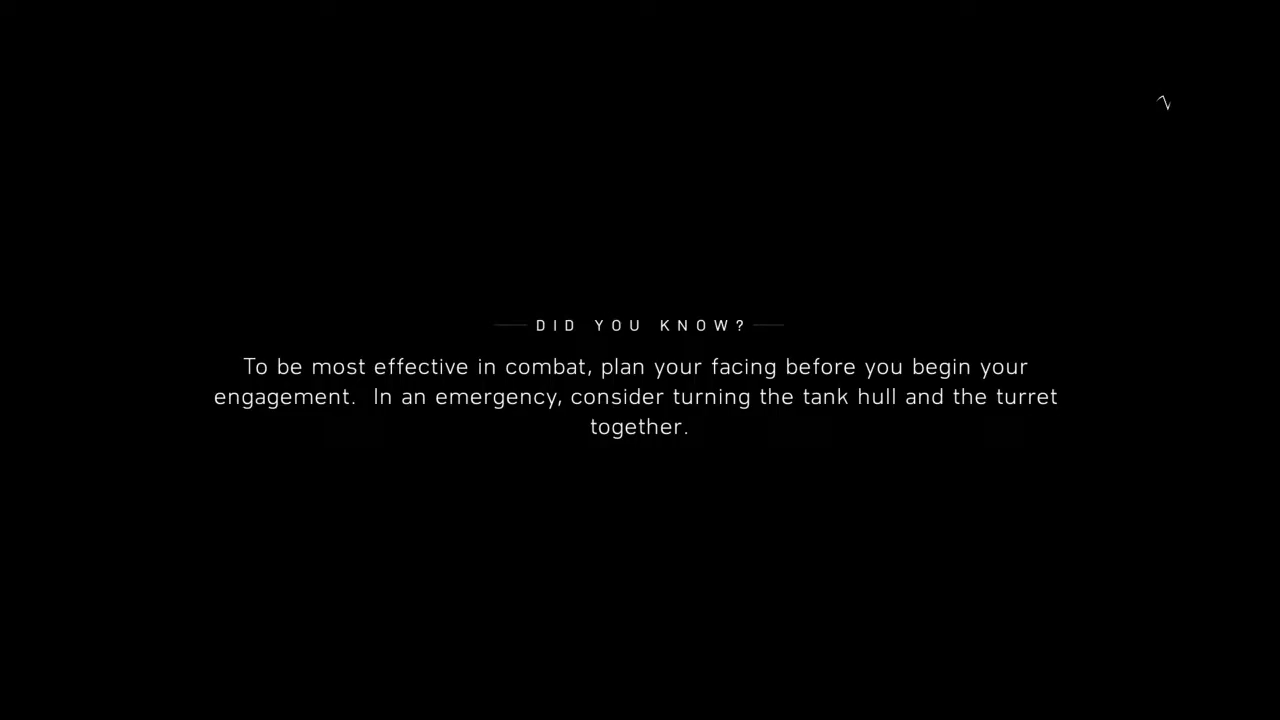 DID YOU KNOW?
To be most effective in combat, plan your facing before you begin your
engagement.  In an emergency, consider turning the tank hull and the turret
together.